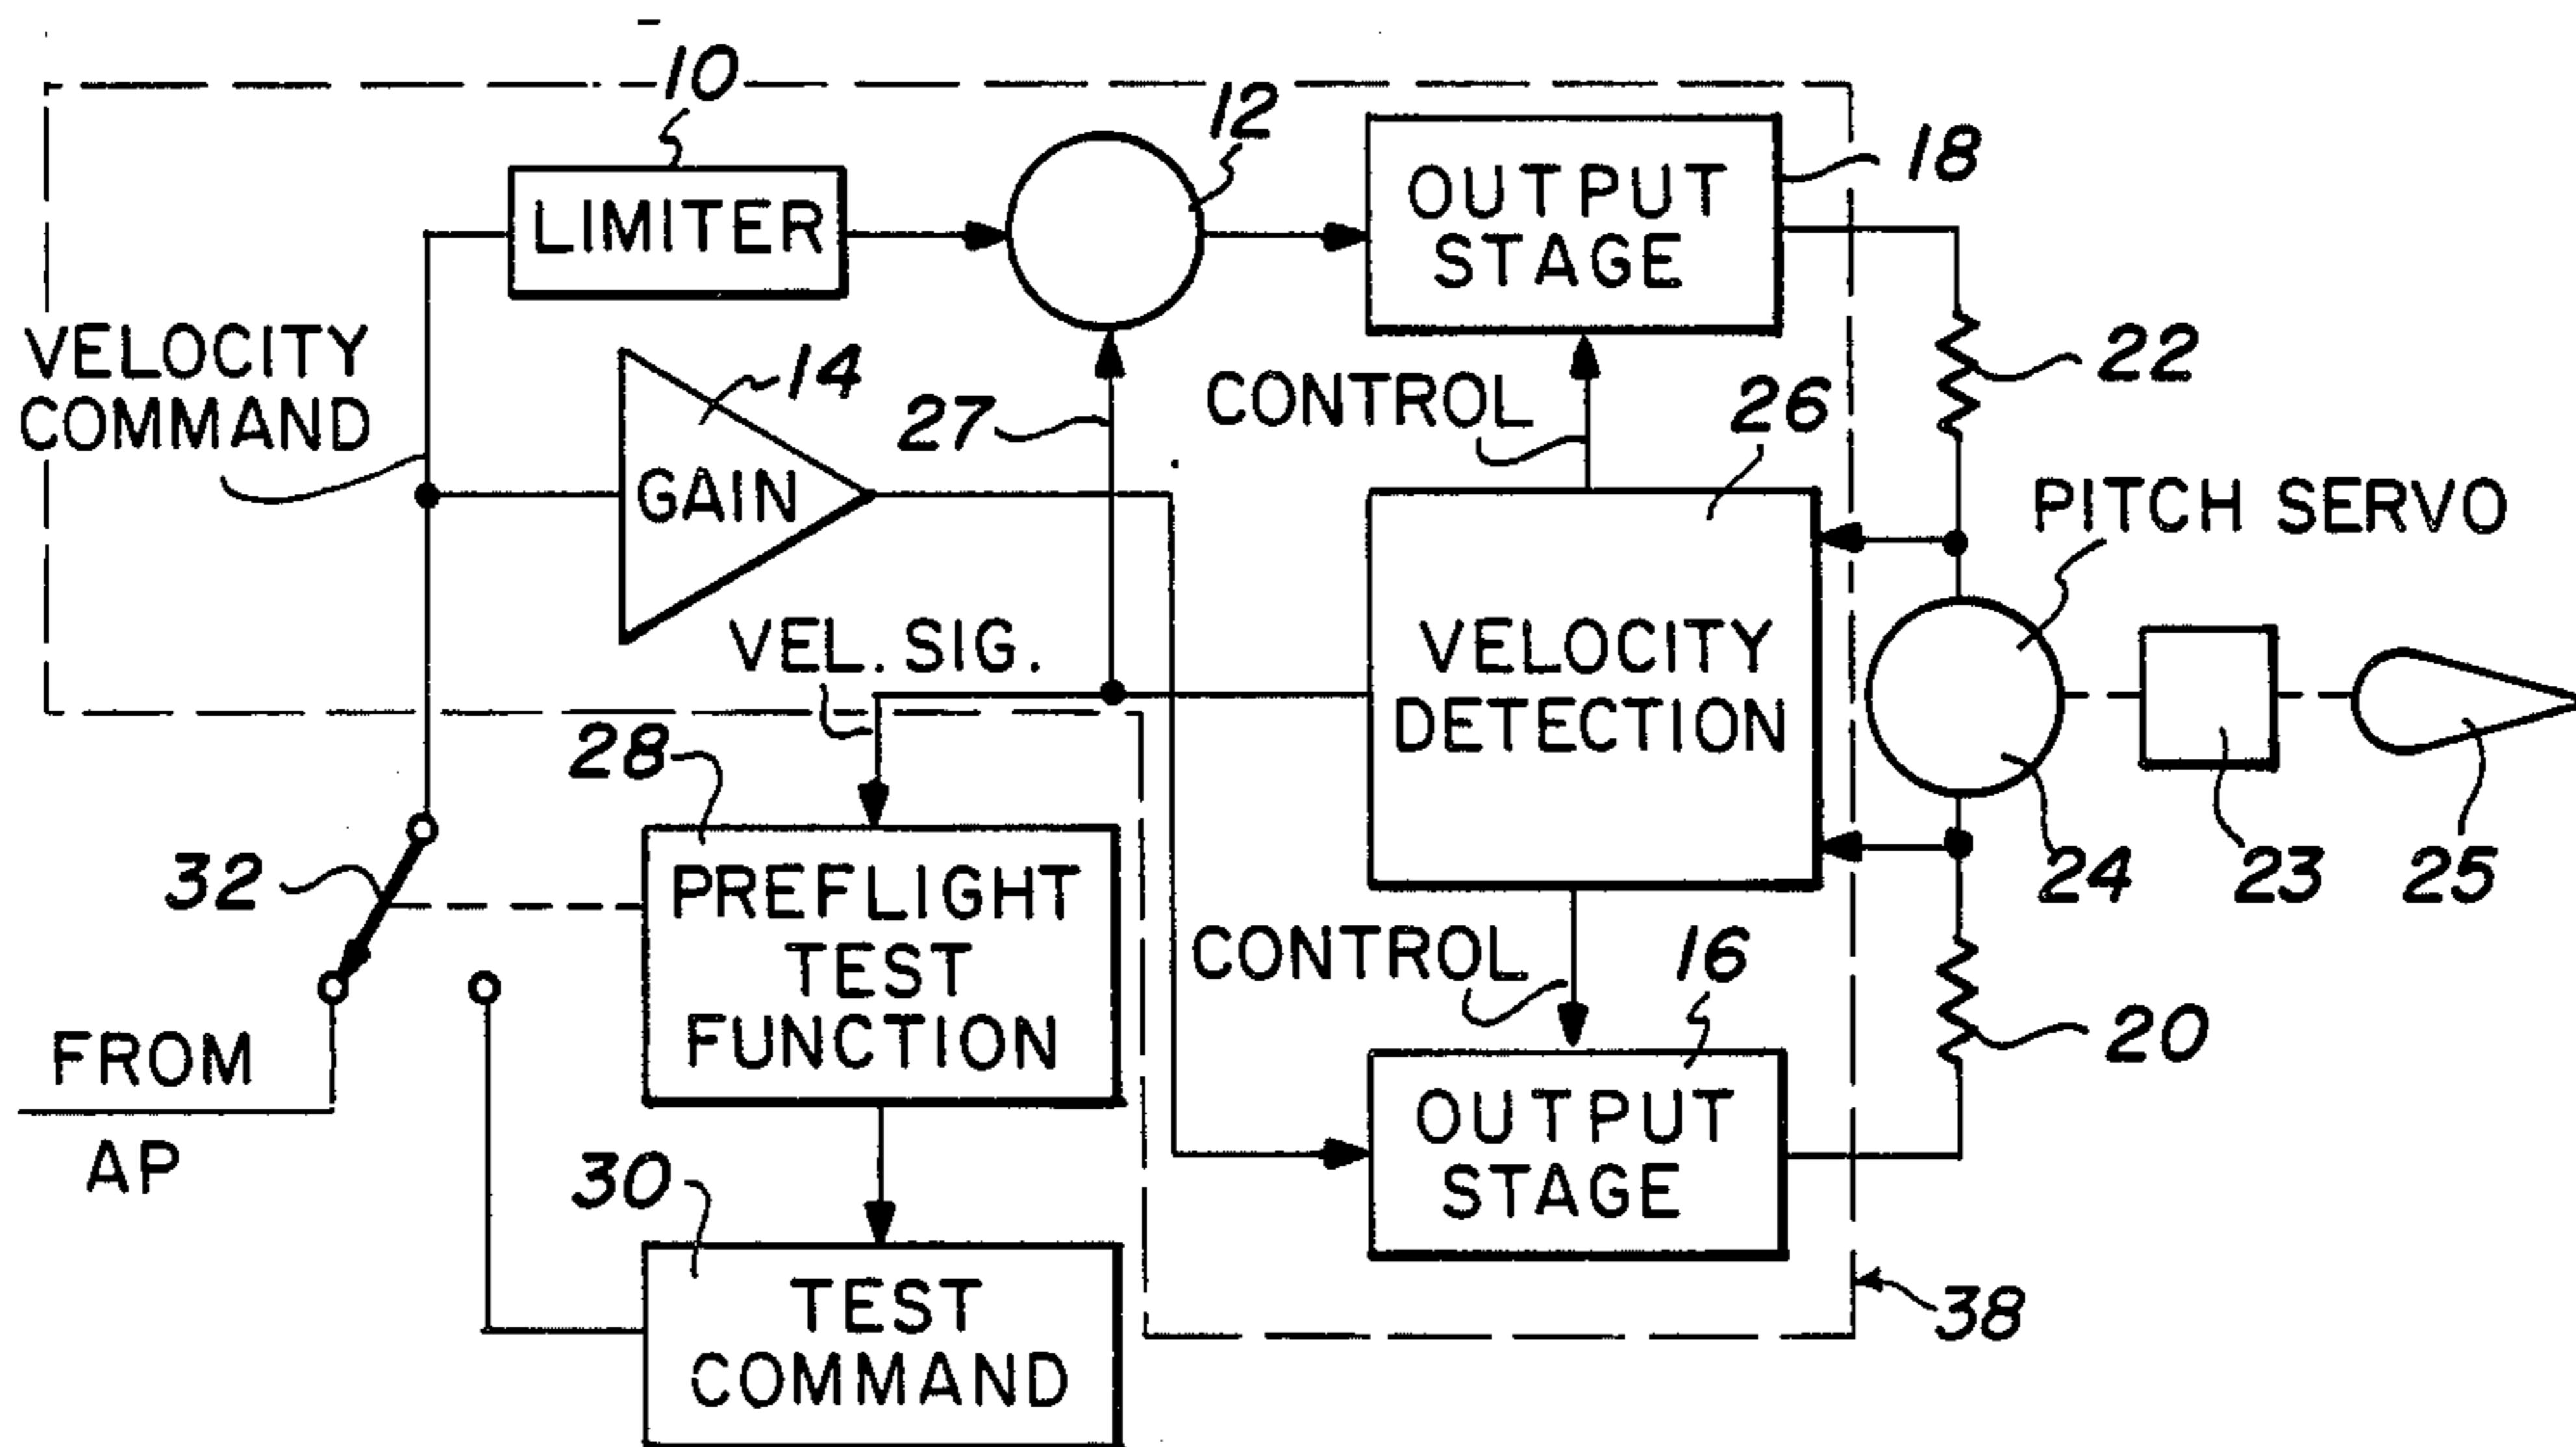 10
12
18
LIMITER
OUTPUT
STAGE
VELOCITY
COMMAND
14
GAIN
27
CONTROL
26
22
PITCH SERVO
VEL. SIG.
VELOCITY
DETECTION
28
32
PREFLIGHT
TEST
FUNCTION
24
23
25
CONTROL
16
20
FROM
AP
OUTPUT
STAGE
30
TEST
COMMAND
38